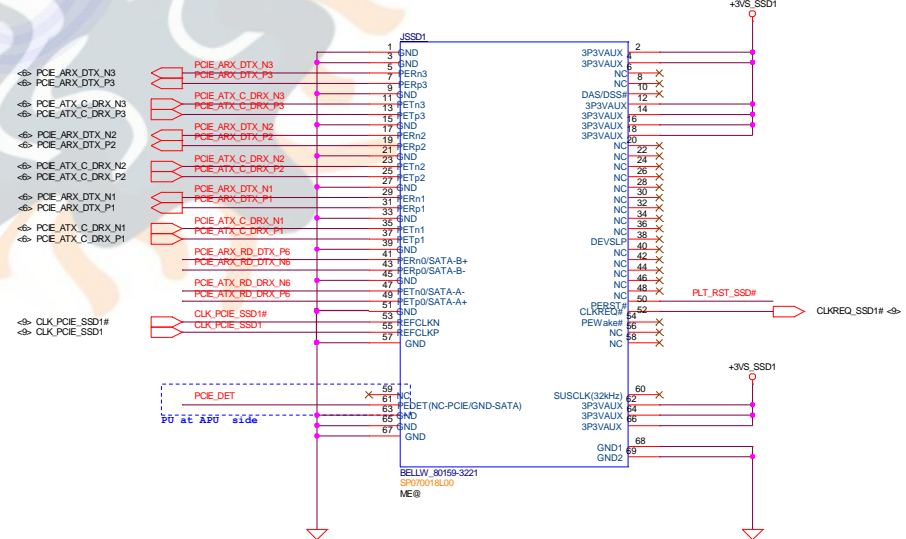 +3VS_SSD1
JSSD1
1
3
GND
GND
2
4
3P3VAUX
3P3VAUX
<6> PCIE_ARX_DTX_N3
PCIE_ARX_DTX_N3
5
PERn3
6
NC
<6> PCIE_ARX_DTX_P3
PCIE_ARX_DTX_P3
7
PERp3
8
NC
9
GND
10
DAS/DSS#
<6> PCIE_ATX_C_DRX_N3
PCIE_ATX_C_DRX_N3
11
PETn3
12
3P3VAUX
<6> PCIE_ATX_C_DRX_P3
PCIE_ATX_C_DRX_P3
13
PETp3
14
3P3VAUX
15
GND
16
3P3VAUX
<6> PCIE_ARX_DTX_N2
PCIE_ARX_DTX_N2
17
PERn2
18
3P3VAUX
<6> PCIE_ARX_DTX_P2
PCIE_ARX_DTX_P2
19
PERp2
20
NC
21
GND
22
NC
<6> PCIE_ATX_C_DRX_N2
PCIE_ATX_C_DRX_N2
23
PETn2
24
NC
<6> PCIE_ATX_C_DRX_P2
PCIE_ATX_C_DRX_P2
25
PETp2
26
NC
27
GND
28
NC
<6> PCIE_ARX_DTX_N1
PCIE_ARX_DTX_N1
29
PERn1
30
NC
<6> PCIE_ARX_DTX_P1
PCIE_ARX_DTX_P1
31
PERp1
32
NC
33
GND
34
NC
<6> PCIE_ATX_C_DRX_N1
PCIE_ATX_C_DRX_N1
35
PETn1
36
NC
<6> PCIE_ATX_C_DRX_P1
PCIE_ATX_C_DRX_P1
37
PETp1
38
DEVSLP
39
GND
40
NC
PCIE_ARX_RD_DTX_P6
41
PERn0/SATA-B+
42
NC
PCIE_ARX_RD_DTX_N6
43
PERp0/SATA-B-
44
NC
45
GND
46
NC
PCIE_ATX_RD_DRX_N6
47
PETn0/SATA-A-
48
NC
PCIE_ATX_RD_DRX_P6
49
PETp0/SATA-A+
50
PERST#
PLT_RST_SSD#
51
GND
52
CLKREQ#
CLKREQ_SSD1# <9>
<9> CLK_PCIE_SSD1#
CLK_PCIE_SSD1#
53
REFCLKN
54
PEWake#
<9> CLK_PCIE_SSD1
CLK_PCIE_SSD1
55
REFCLKP
56
NC
57
GND
58
NC
+3VS_SSD1
59
NC
60
SUSCLK(32kHz)
PCIE_DET
61
PEDET(NC-PCIE/GND-SATA)
62
3P3VAUX
63
GND
64
3P3VAUX
PU at APU side
65
GND
66
3P3VAUX
67
GND
68
GND1
69
GND2
BELLW_80159-3221
SP070018L00
ME@